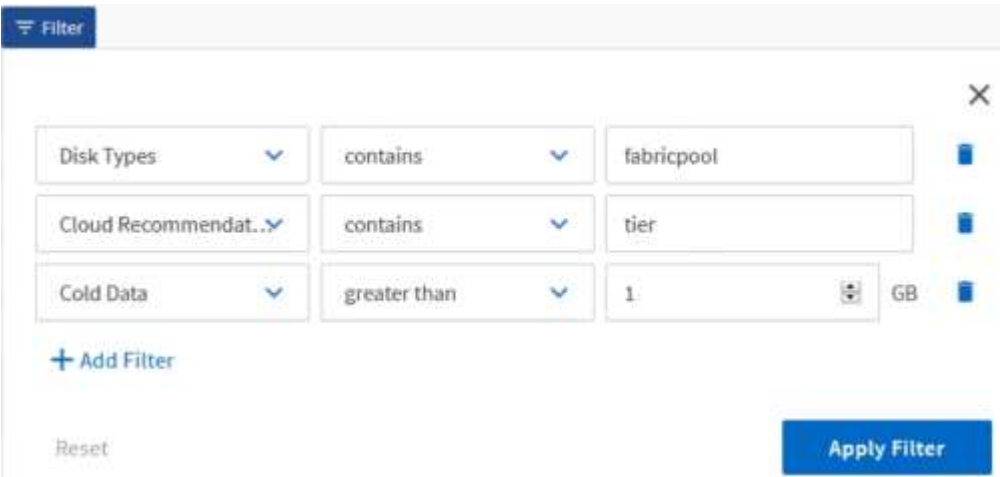 Filter
Disk Types contains fabricpool
Cloud Recommendat... contains tier
Cold Data greater than 1 GB
+ Add Filter
Reset Apply Filter